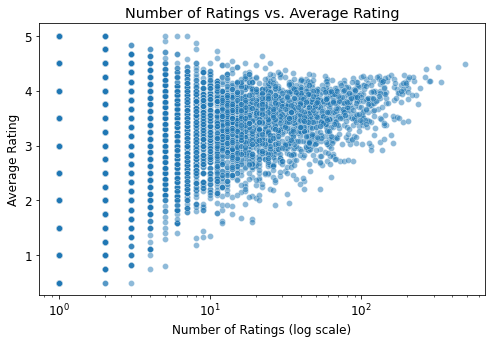 Number of Ratings vs. Average Rating
Average Rating
5
4
3
2
1
10⁰
10¹
10²
Number of Ratings (log scale)